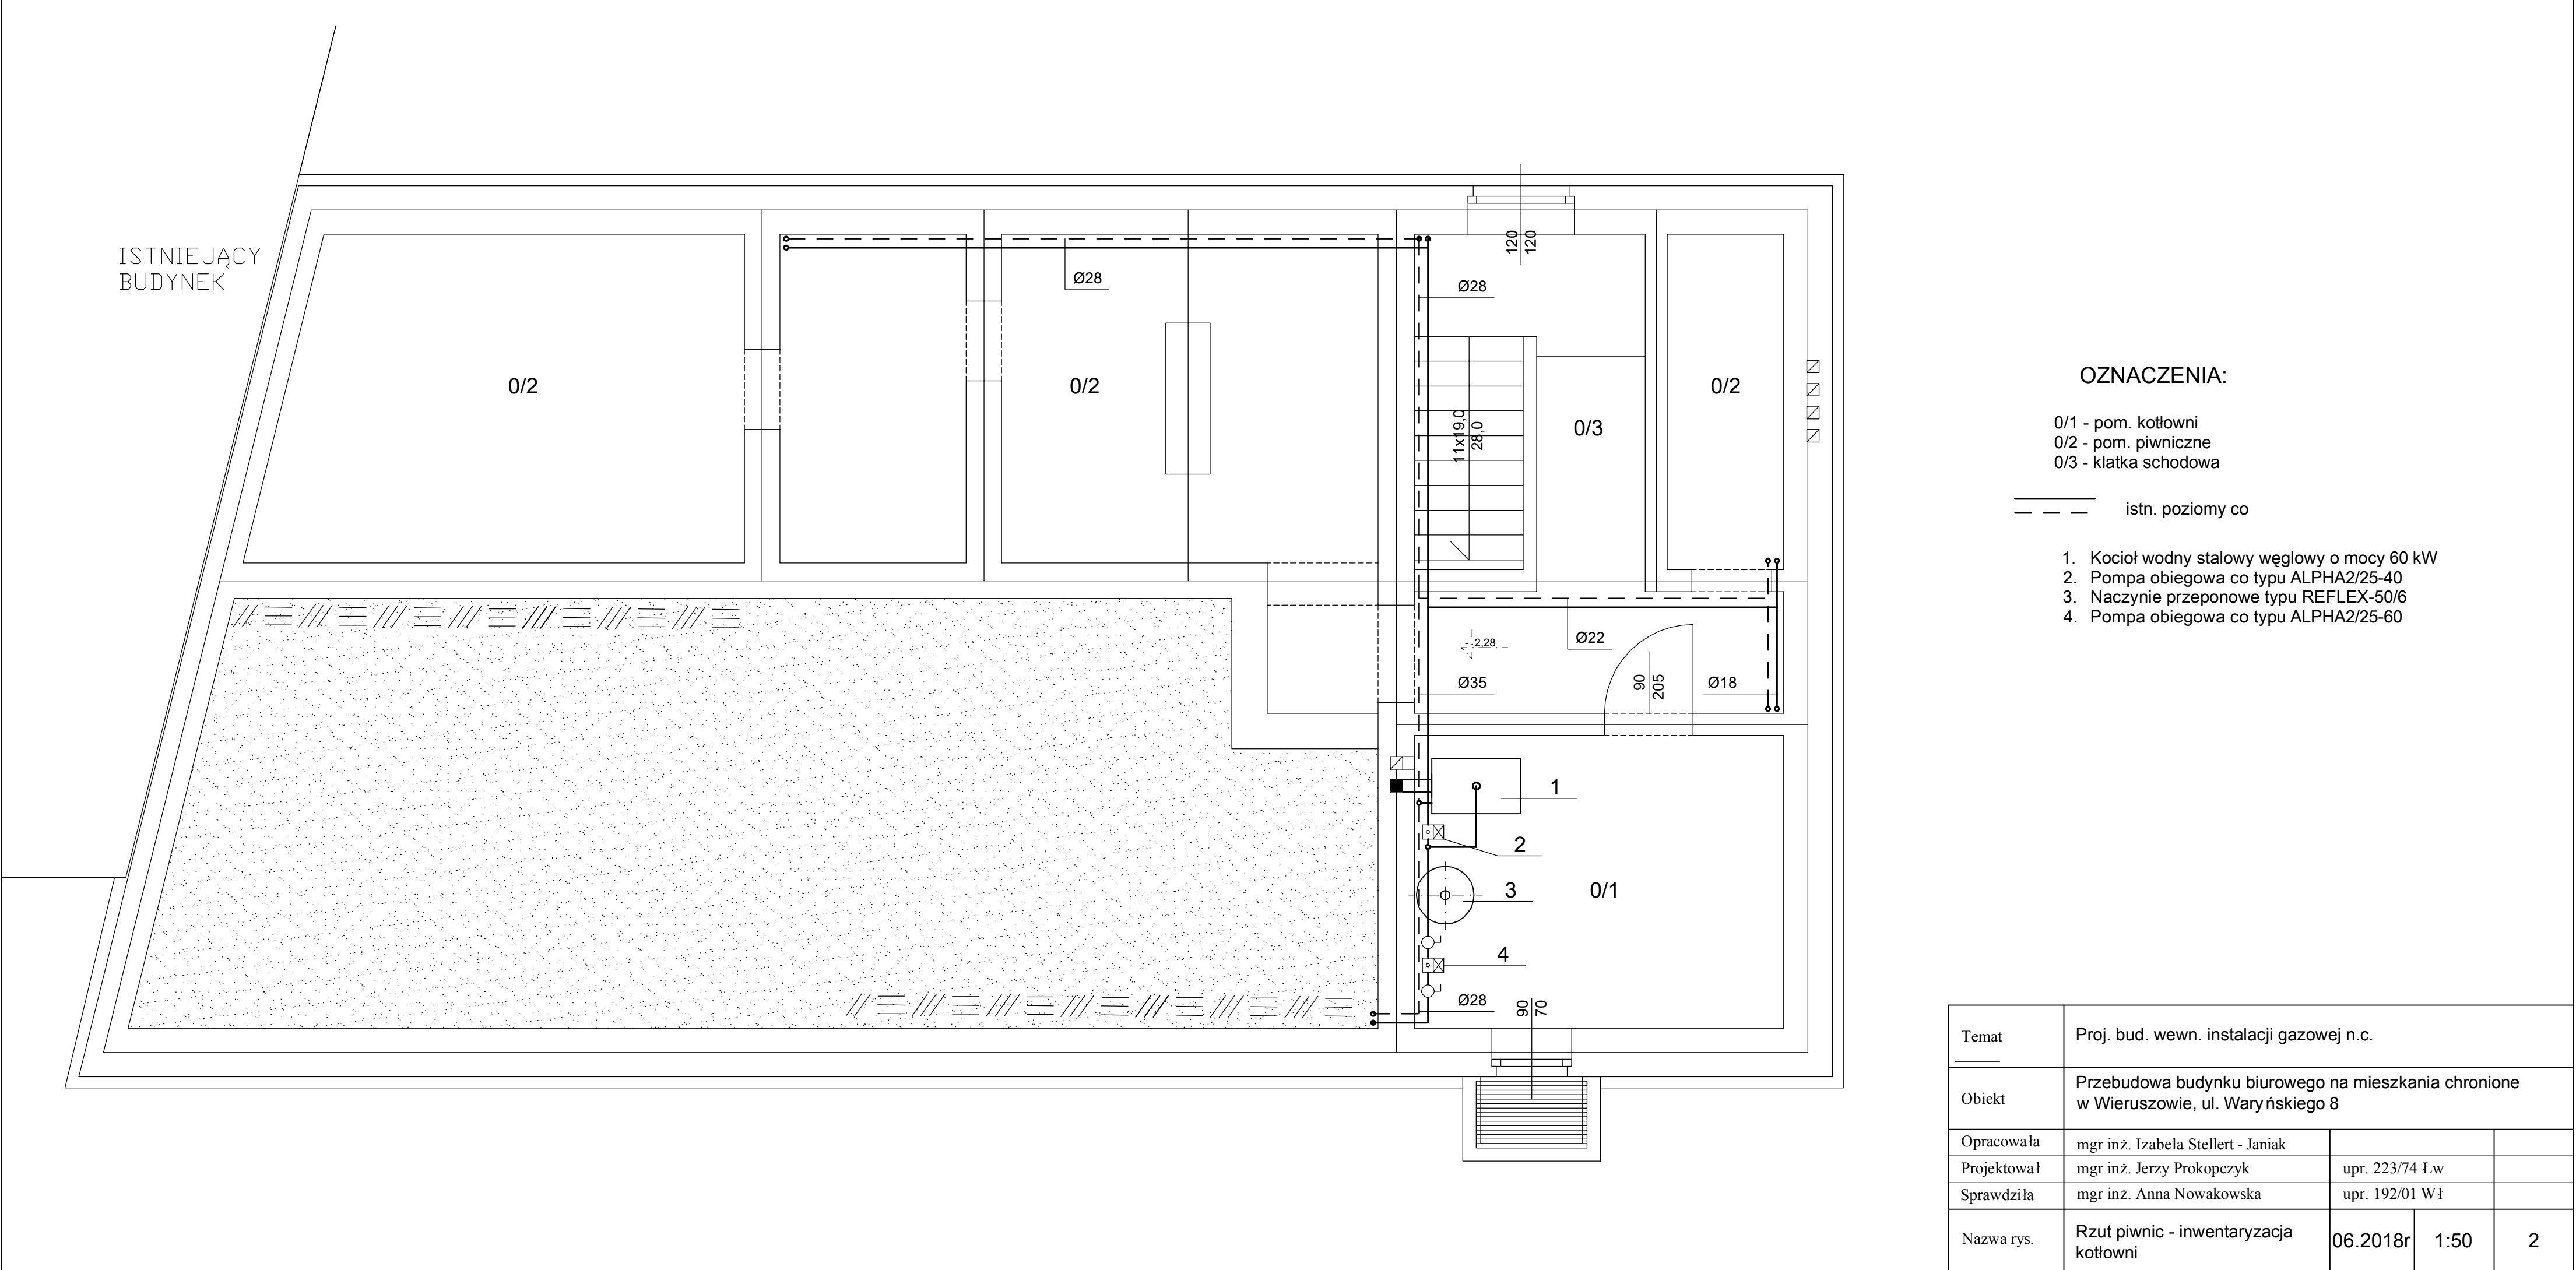 ISTNIEJĄCY
BUDYNEK
120
120
Ø28
Ø28
0/2
0/2
0/2
11x19,0
28,0
0/3
2,28
Ø22
Ø35
90
205
Ø18
1
2
3
0/1
4
Ø28
90
70
OZNACZENIA:
0/1 - pom. kotłowni
0/2 - pom. piwniczne
0/3 - klatka schodowa
istn. poziomy co
1. Kocioł wodny stalowy węglowy o mocy 60 kW
2. Pompa obiegowa co typu ALPHA2/25-40
3. Naczynie przeponowe typu REFLEX-50/6
4. Pompa obiegowa co typu ALPHA2/25-60
Temat Proj. bud. wewn. instalacji gazowej n.c.
Obiekt Przebudowa budynku biurowego na mieszkania chronione
w Wieruszowie, ul. Waryńskiego 8
Opracowała mgr inż. Izabela Stellert - Janiak
Projektował mgr inż. Jerzy Prokopczyk upr. 223/74 Łw
Sprawdziła mgr inż. Anna Nowakowska upr. 192/01 Wł
Nazwa rys. Rzut piwnic - inwentaryzacja
kotłowni 06.2018r 1:50 2